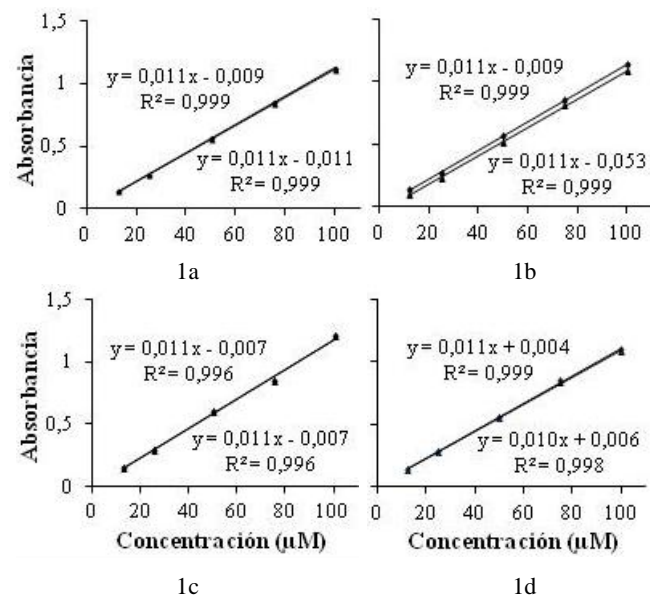 Absorbancia
1,5
1
0,5
0
y = 0,011x - 0,009
R² = 0,999
y = 0,011x - 0,011
R² = 0,999
0 20 40 60 80 100
1a
y = 0,011x - 0,009
R² = 0,999
y = 0,011x - 0,053
R² = 0,999
0 20 40 60 80 100
1b
Absorbancia
1,5
1
0,5
0
y = 0,011x - 0,007
R² = 0,996
y = 0,011x - 0,007
R² = 0,996
0 20 40 60 80 100
Concentración (µM)
1c
y = 0,011x + 0,004
R² = 0,999
y = 0,010x + 0,006
R² = 0,998
0 20 40 60 80 100
Concentración (µM)
1d